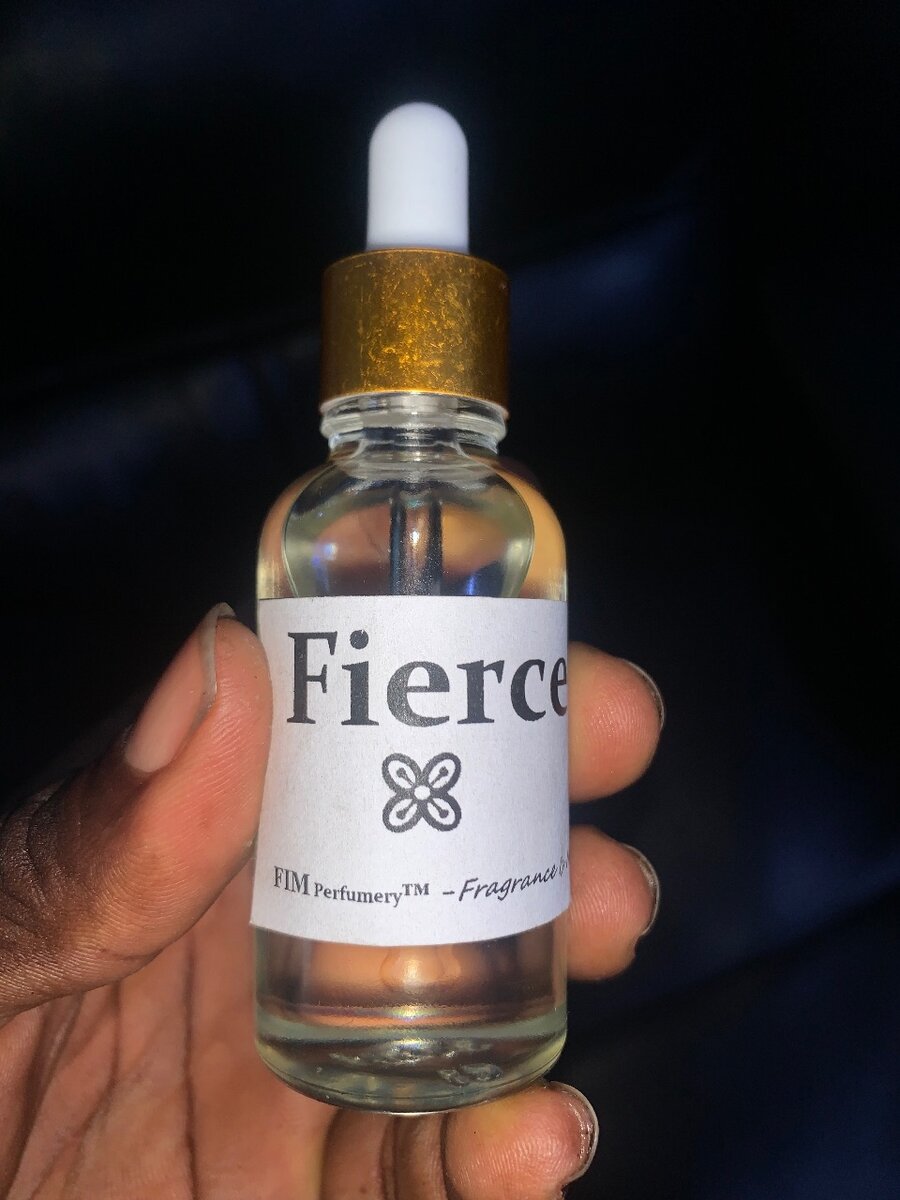 Fierce
FIM Perfumery™ – Fragrance